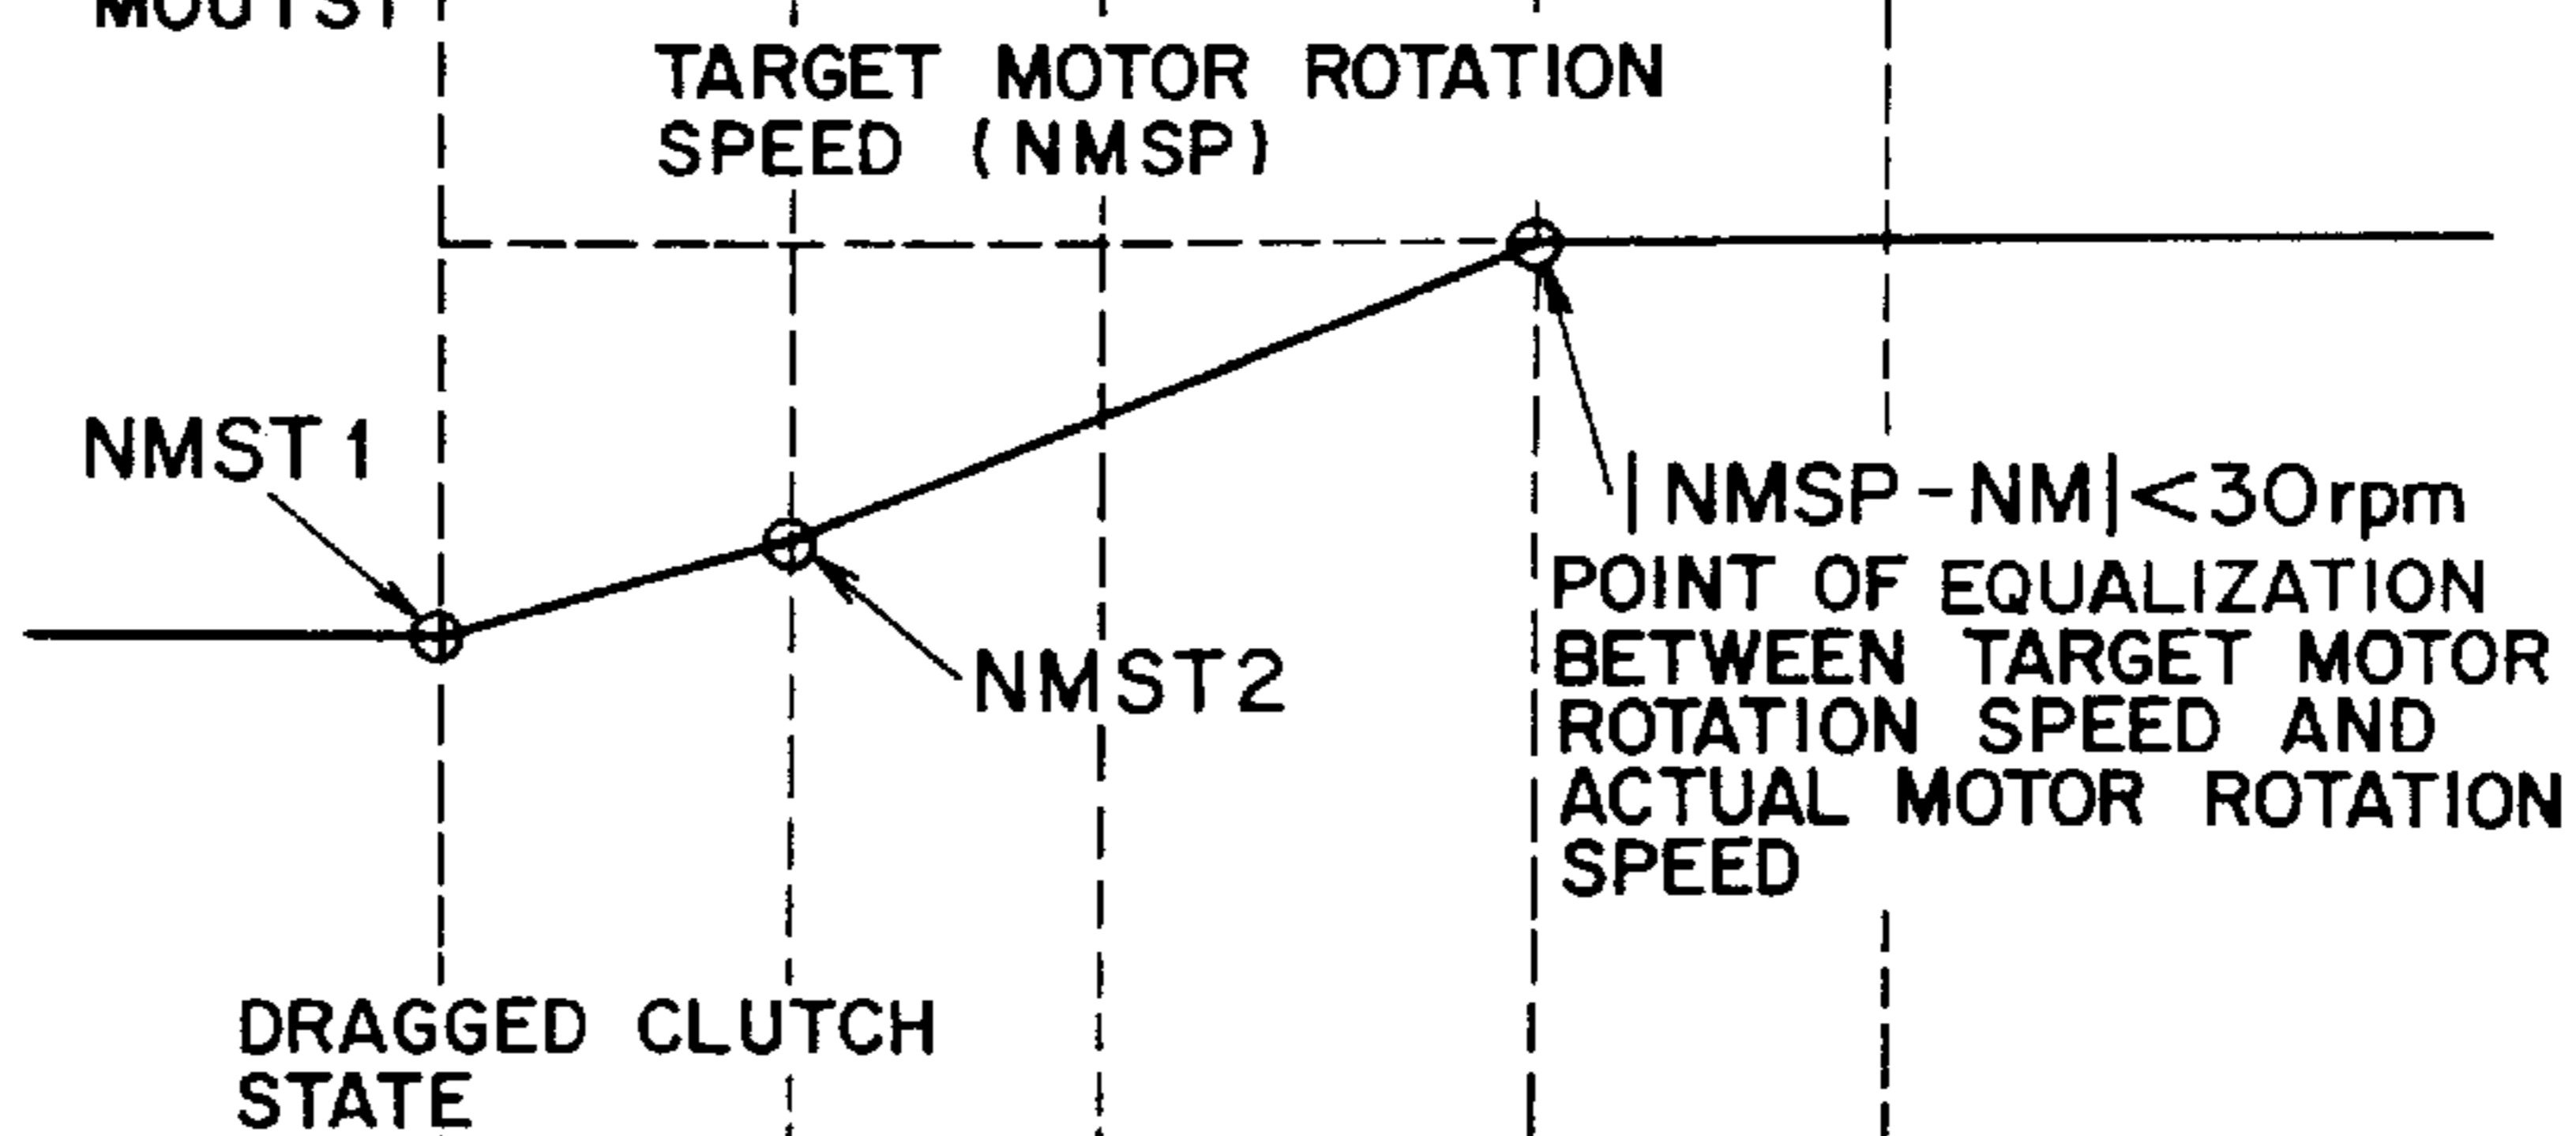 MOUTST
TARGET MOTOR ROTATION
SPEED (NMSP)
NMST1
|NMSP-NM|<30rpm
POINT OF EQUALIZATION
BETWEEN TARGET MOTOR
NMST2
ROTATION SPEED AND
ACTUAL MOTOR ROTATION
SPEED
DRAGGED CLUTCH
STATE